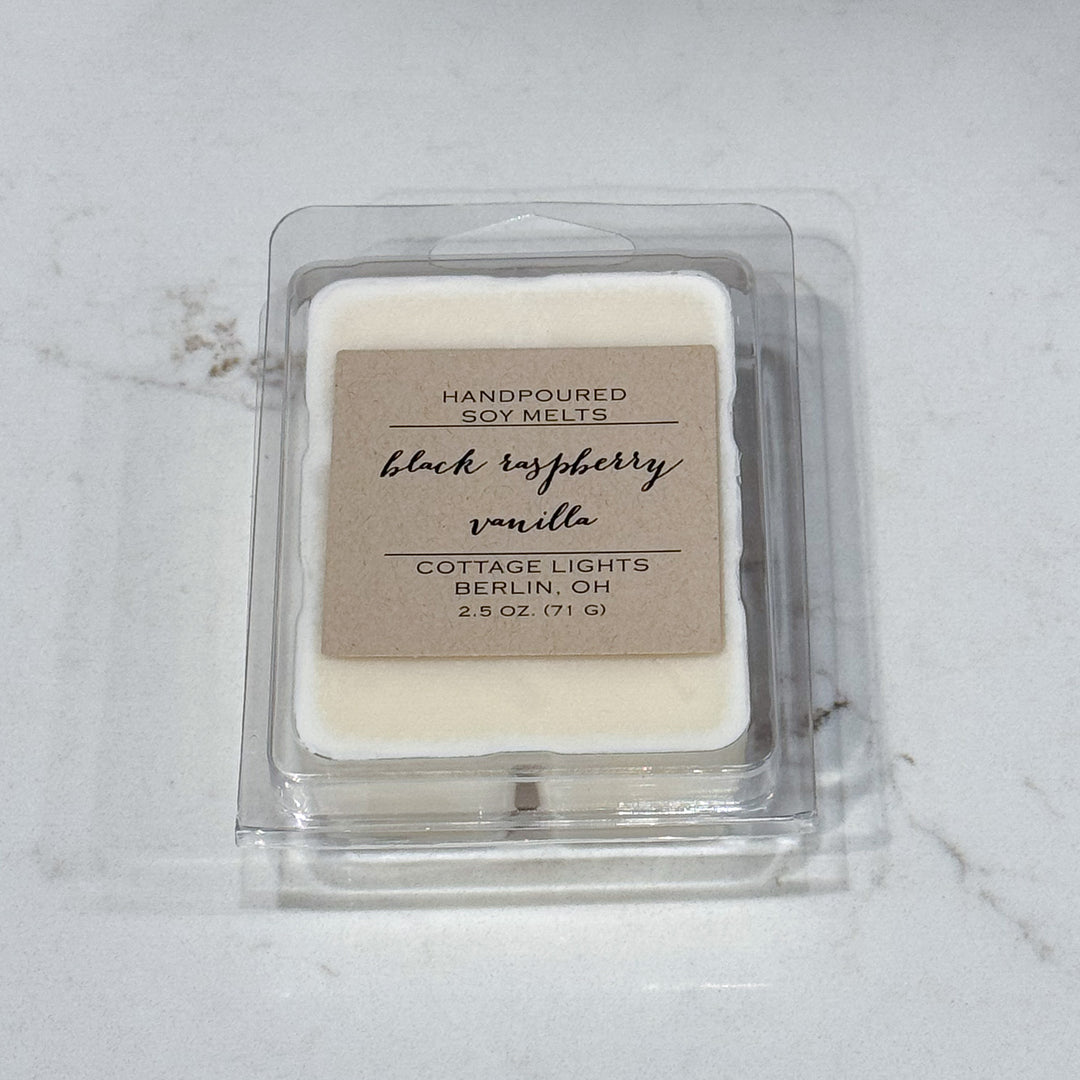 HANDPOURED
SOY MELTS
black raspberry
vanilla
COTTAGE LIGHTS
BERLIN, OH
2.5 OZ. (71 G)